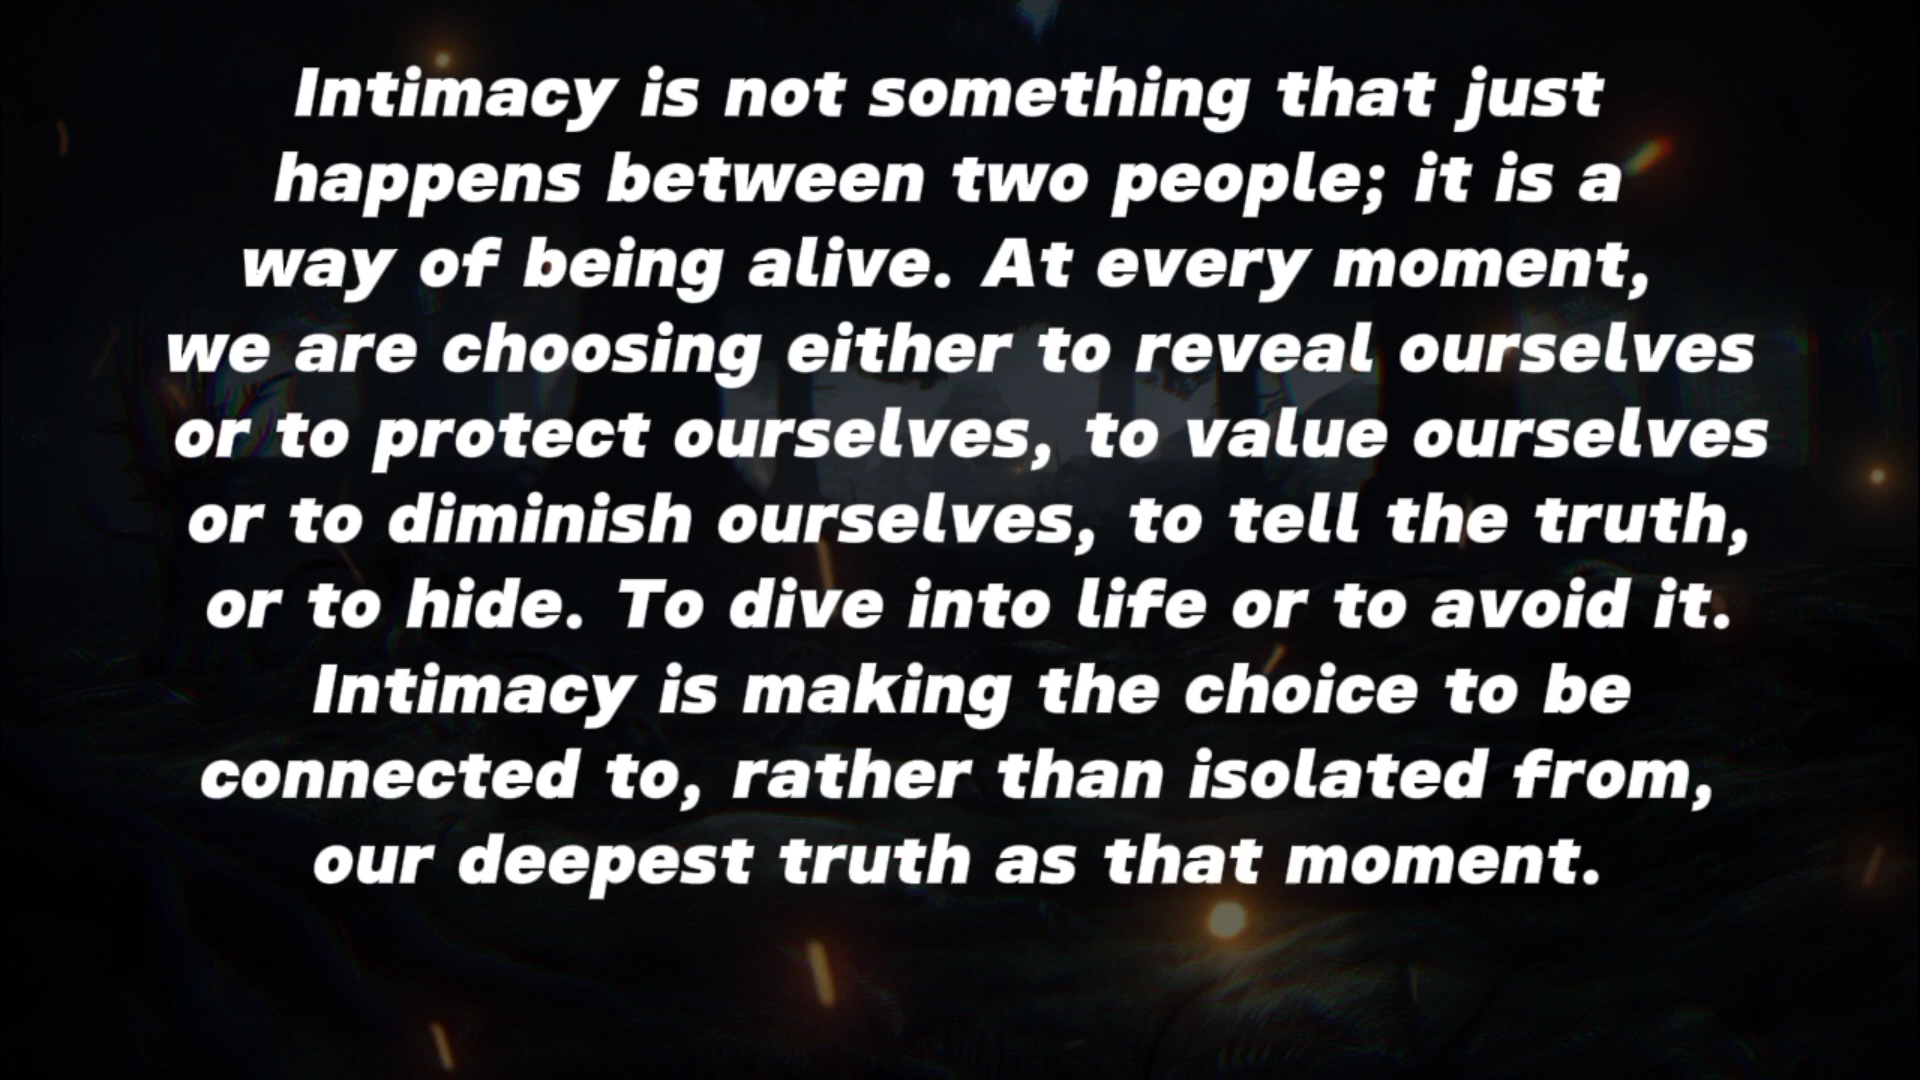 Intimacy is not something that just
happens between two people; it is a
way of being alive. At every moment,
we are choosing either to reveal ourselves
or to protect ourselves, to value ourselves
or to diminish ourselves, to tell the truth,
or to hide. To dive into life or to avoid it.
Intimacy is making the choice to be
connected to, rather than isolated from,
our deepest truth as that moment.